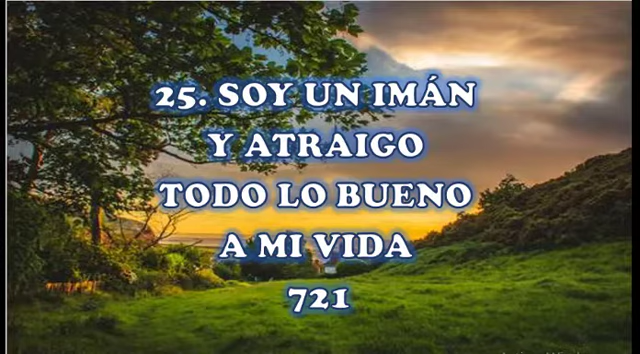 25. SOY UN IMÁN
Y ATRAIGO
TODO LO BUENO
A MI VIDA
721